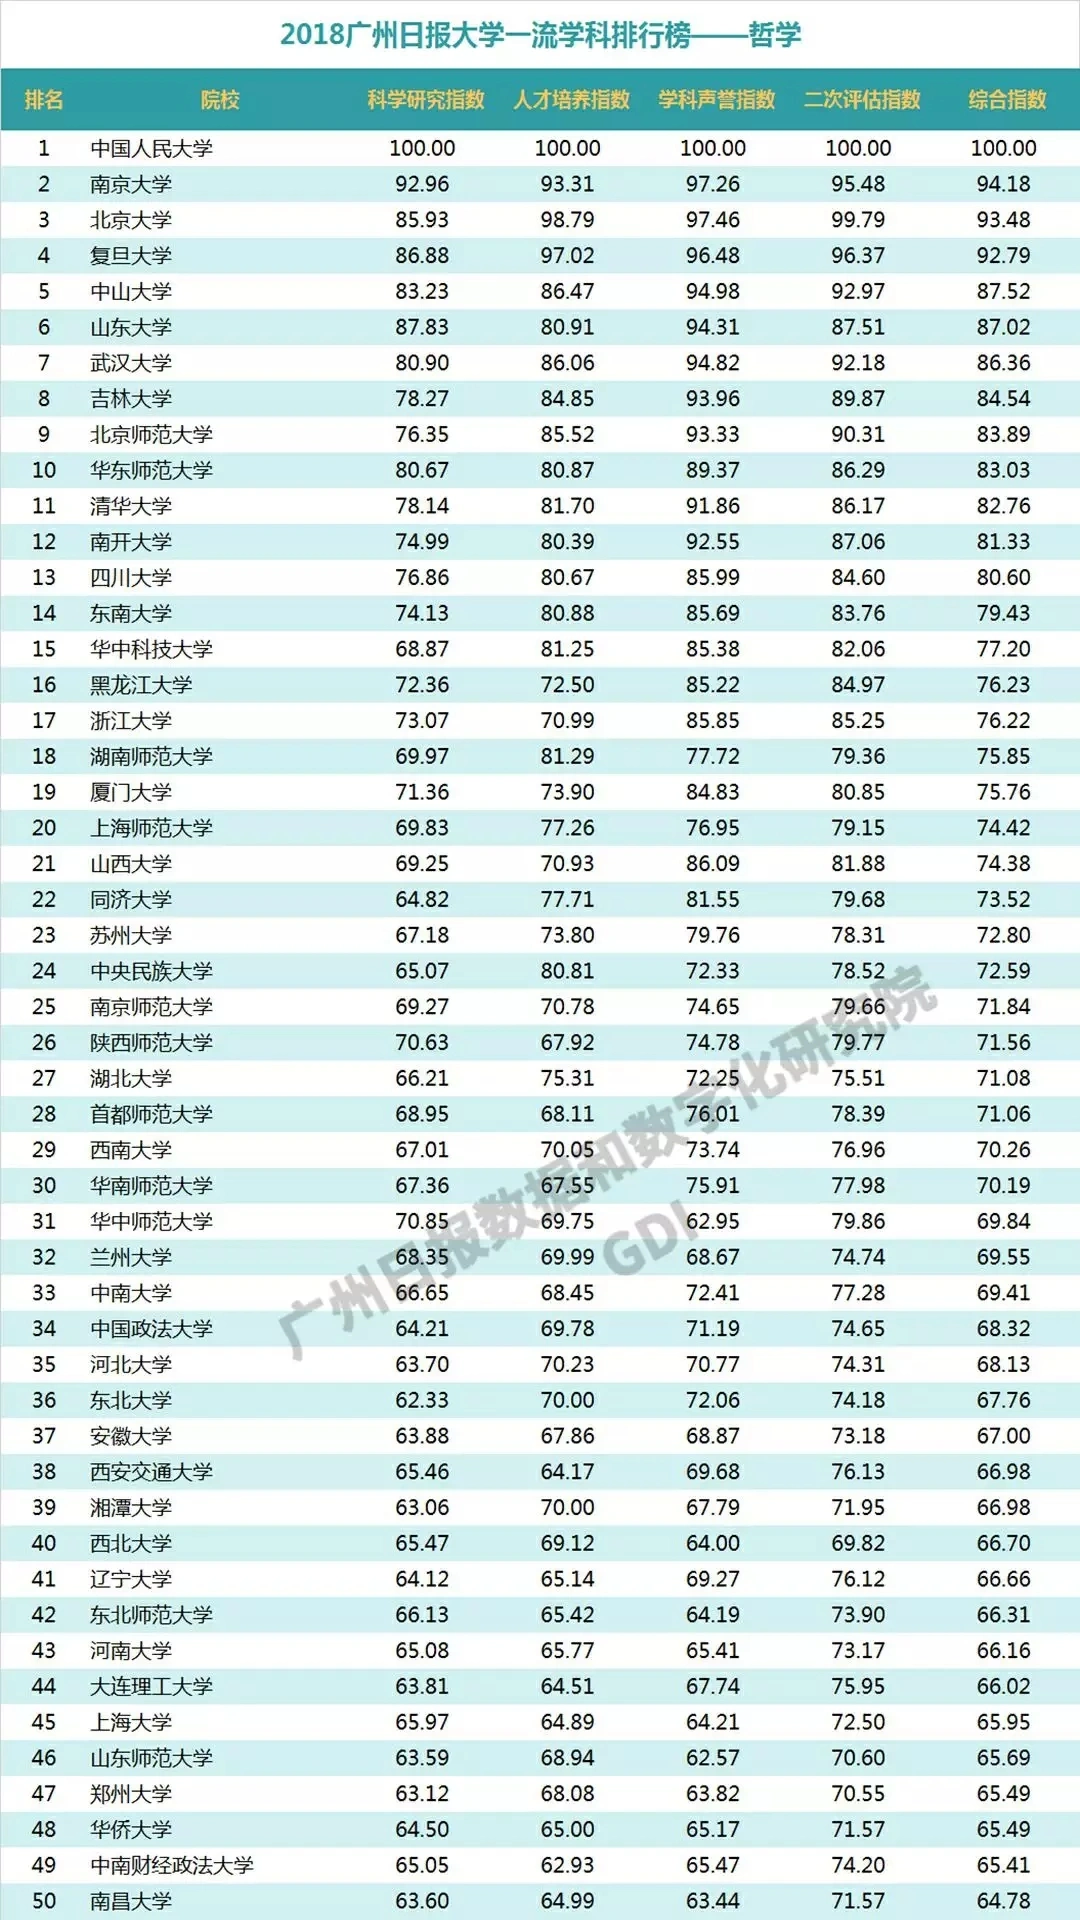 2018广州日报大学一流学科排行榜——哲学
排名 院校 科学研究指数 人才培养指数 学科声誉指数 二次评估指数 综合指数
1 中国人民大学 100.00 100.00 100.00 100.00 100.00
2 南京大学 92.96 93.31 97.26 95.48 94.18
3 北京大学 85.93 98.79 97.46 99.79 93.48
4 复旦大学 86.88 97.02 96.48 96.37 92.79
5 中山大学 83.23 86.47 94.98 92.97 87.52
6 山东大学 87.83 80.91 94.31 87.51 87.02
7 武汉大学 80.90 86.06 94.82 92.18 86.36
8 吉林大学 78.27 84.85 93.96 89.87 84.54
9 北京师范大学 76.35 85.52 93.33 90.31 83.89
10 华东师范大学 80.67 80.87 89.37 86.29 83.03
11 清华大学 78.14 81.70 91.86 86.17 82.76
12 南开大学 74.99 80.39 92.55 87.06 81.33
13 四川大学 76.86 80.67 85.99 84.60 80.60
14 东南大学 74.13 80.88 85.69 83.76 79.43
15 华中科技大学 68.87 81.25 85.38 82.06 77.20
16 黑龙江大学 72.36 72.50 85.22 84.97 76.23
17 浙江大学 73.07 70.99 85.85 85.25 76.22
18 湖南师范大学 69.97 81.29 77.72 79.36 75.85
19 厦门大学 71.36 73.90 84.83 80.85 75.76
20 上海师范大学 69.83 77.26 76.95 79.15 74.42
21 山西大学 69.25 70.93 86.09 81.88 74.38
22 同济大学 64.82 77.71 81.55 79.68 73.52
23 苏州大学 67.18 73.80 79.76 78.31 72.80
24 中央民族大学 65.07 80.81 72.33 78.52 72.59
25 南京师范大学 69.27 70.78 74.65 79.66 71.84
26 陕西师范大学 70.63 67.92 74.78 79.77 71.56
27 湖北大学 66.21 75.31 72.25 75.51 71.08
28 首都师范大学 68.95 68.11 76.01 78.39 71.06
29 西南大学 67.01 70.05 73.74 76.96 70.26
30 华南师范大学 67.36 67.55 75.91 77.98 70.19
31 华中师范大学 70.85 69.75 62.95 79.86 69.84
32 兰州大学 68.35 69.99 68.67 74.74 69.55
33 中南大学 66.65 68.45 72.41 77.28 69.41
34 中国政法大学 64.21 69.78 71.19 74.65 68.32
35 河北大学 63.70 70.23 70.77 74.31 68.13
36 东北大学 62.33 70.00 72.06 74.18 67.76
37 安徽大学 63.88 67.86 68.87 73.18 67.00
38 西安交通大学 65.46 64.17 69.68 76.13 66.98
39 湘潭大学 63.06 70.00 67.79 71.95 66.98
40 西北大学 65.47 69.12 64.00 69.82 66.70
41 辽宁大学 64.12 65.14 69.27 76.12 66.66
42 东北师范大学 66.13 65.42 64.19 73.90 66.31
43 河南大学 65.08 65.77 65.41 73.17 66.16
44 大连理工大学 63.81 64.51 67.74 75.95 66.02
45 上海大学 65.97 64.89 64.21 72.50 65.95
46 山东师范大学 63.59 68.94 62.57 70.60 65.69
47 郑州大学 63.12 68.08 63.82 70.55 65.49
48 华侨大学 64.50 65.00 65.17 71.57 65.49
49 中南财经政法大学 65.05 62.93 65.47 74.20 65.41
50 南昌大学 63.60 64.99 63.44 71.57 64.78
广州日报数据和数字化研究院
GDI